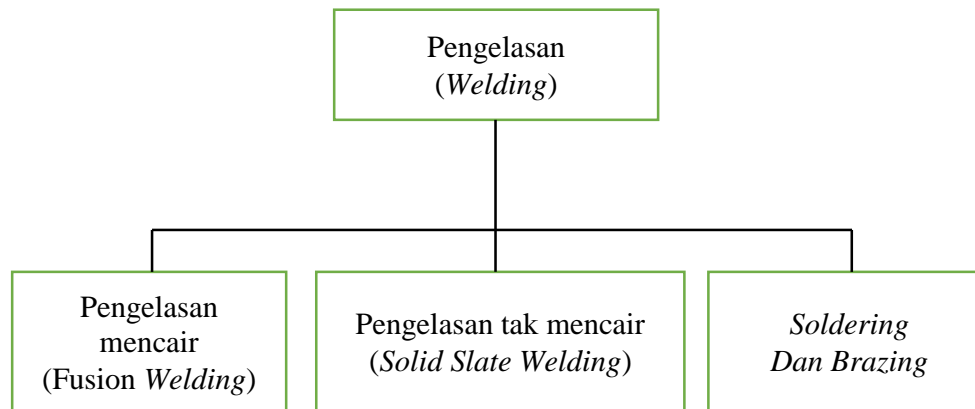 Pengelasan
(Welding)
Pengelasan
mencair
(Fusion Welding)
Pengelasan tak mencair
(Solid Slate Welding)
Soldering
Dan Brazing